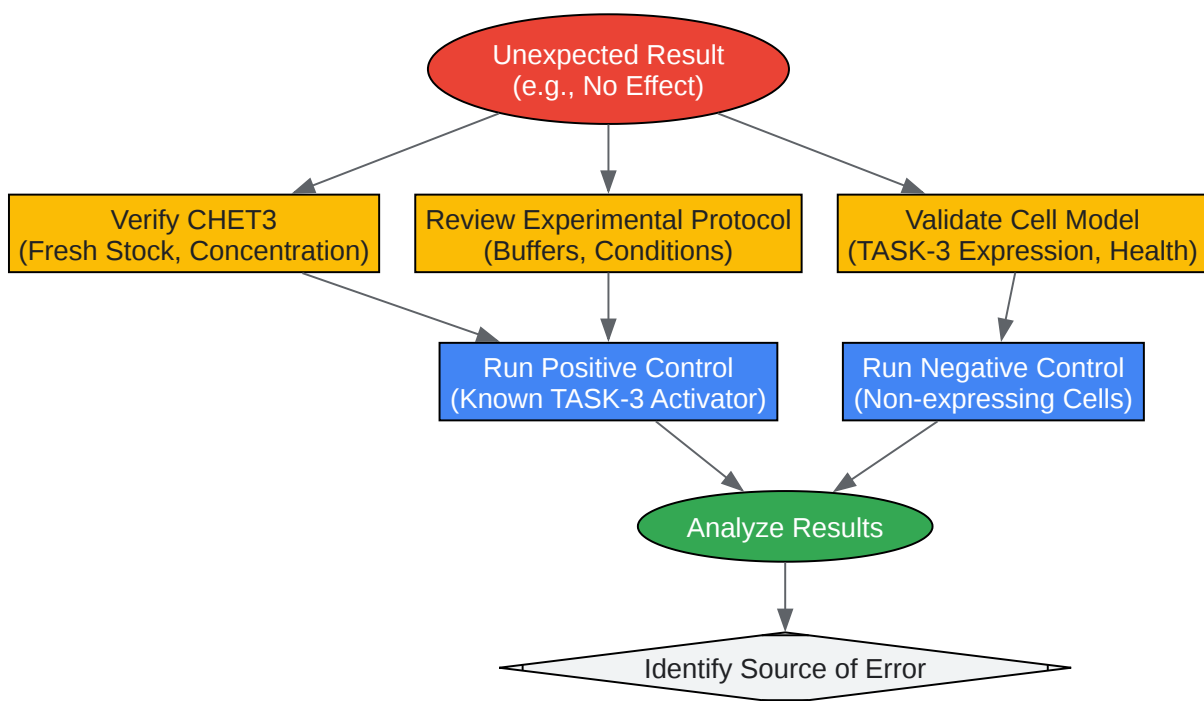 Unexpected Result
(e.g., No Effect)
Verify CHET3
(Fresh Stock, Concentration)
Review Experimental Protocol
(Buffers, Conditions)
Validate Cell Model
(TASK-3 Expression, Health)
Run Positive Control
(Known TASK-3 Activator)
Run Negative Control
(Non-expressing Cells)
Analyze Results
Identify Source of Error